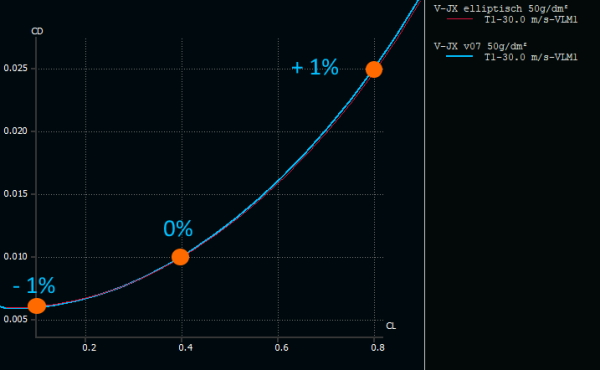 CD
V-JX elliptisch 50g/dm²
T1-30.0 m/s-VLM1
V-JX v07 50g/dm²
T1-30.0 m/s-VLM1
+ 1%
0.025
0.020
0.015
0%
0.010
- 1%
0.005
CL
0.2
0.4
0.6
0.8